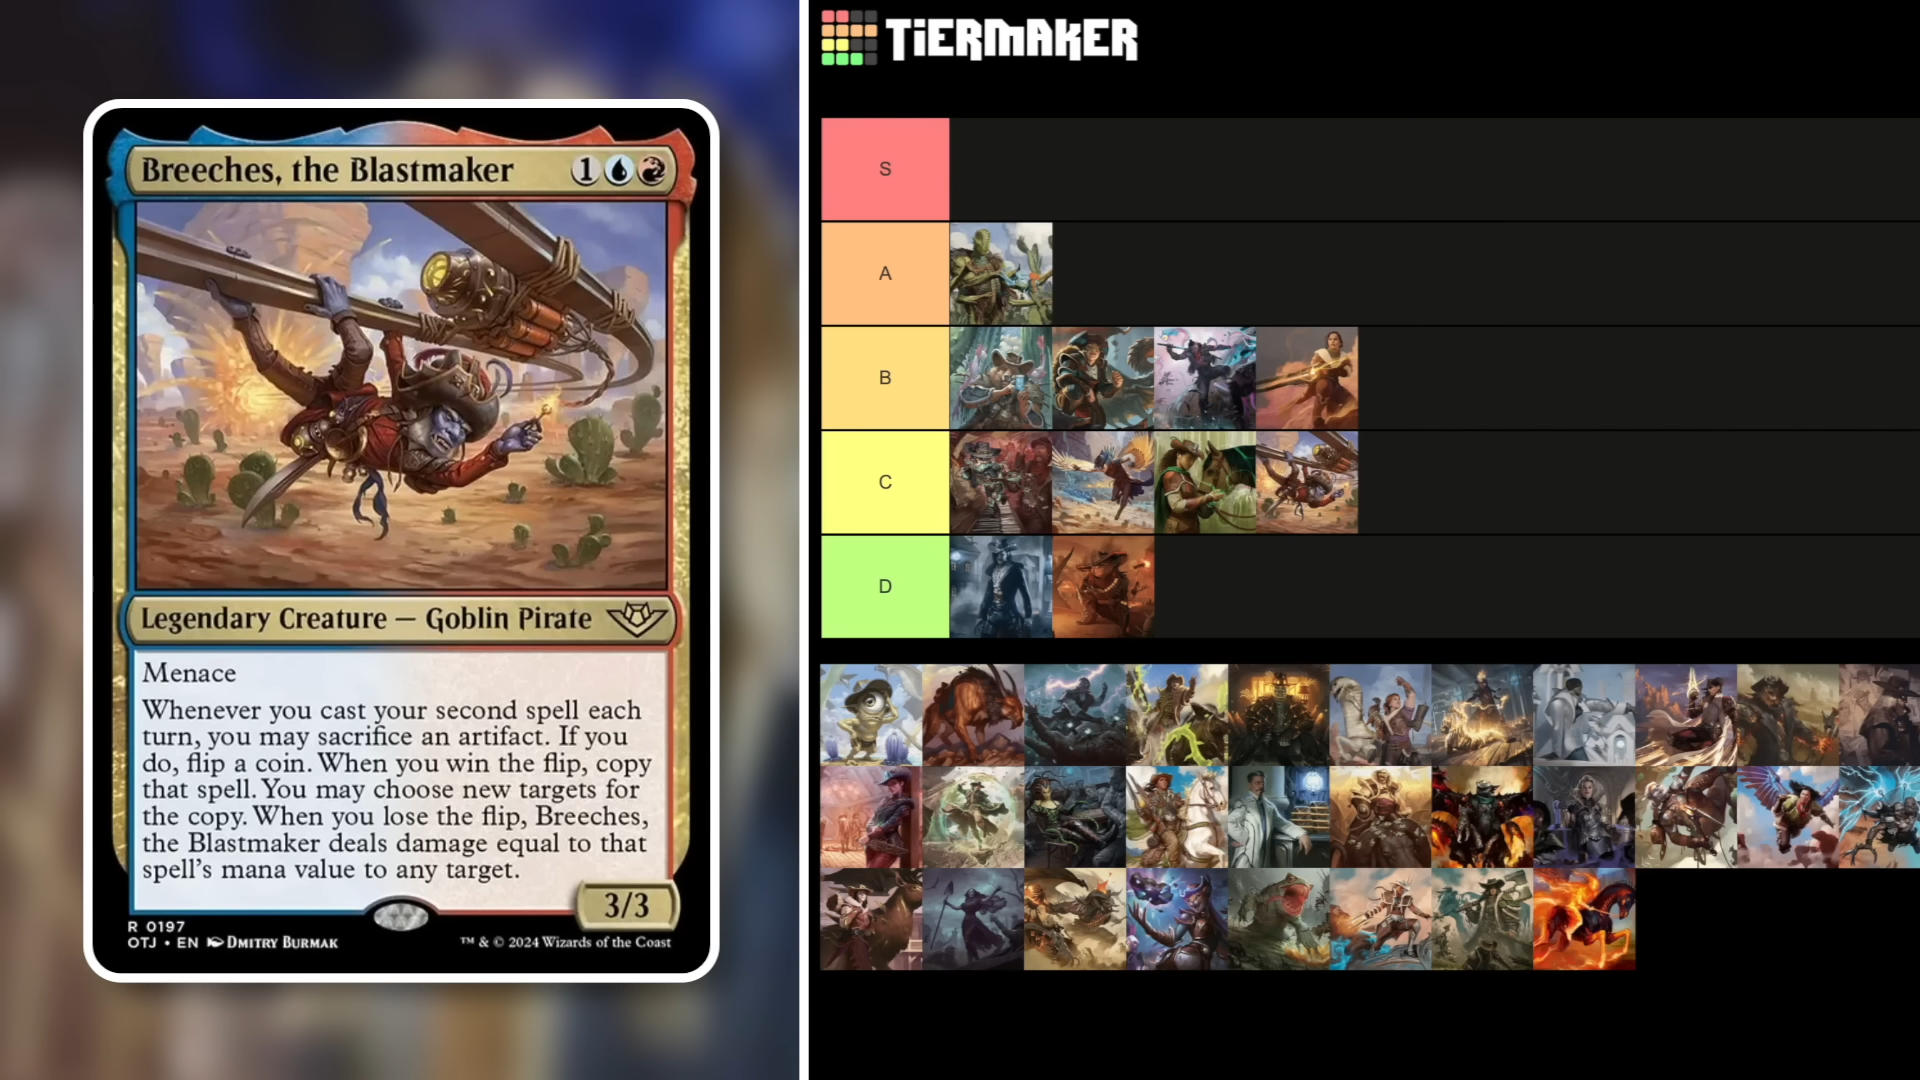 Breeches, the Blastmaker 1
Legendary Creature — Goblin Pirate
Menace
Whenever you cast your second spell each
turn, you may sacrifice an artifact. If you
do, flip a coin. When you win the flip, copy
that spell. You may choose new targets for
the copy. When you lose the flip, Breeches,
the Blastmaker deals damage equal to that
spell's mana value to any target.
3/3
R 0197
OTJ • EN DMITRY BURMAK
™ & © 2024 Wizards of the Coast
TiERMAKER
S
A
B
C
D